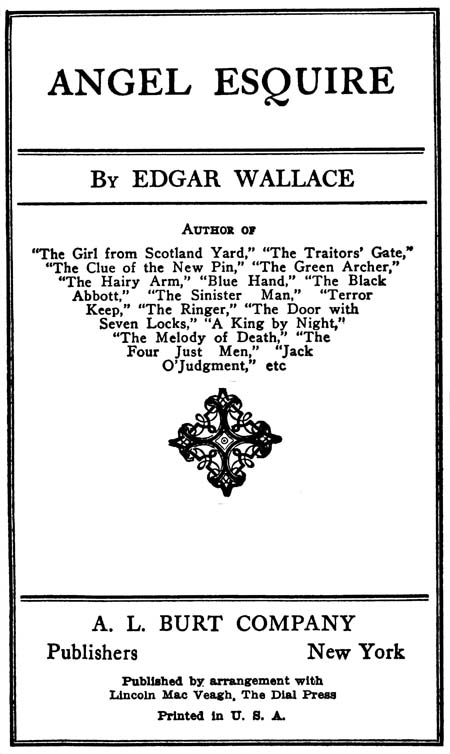 ANGEL ESQUIRE
By EDGAR WALLACE
Author of
“The Girl from Scotland Yard,” “The Traitors’ Gate,”
“The Clue of the New Pin,” “The Green Archer,”
“The Hairy Arm,” “Blue Hand,” “The Black
Abbott,” “The Sinister Man,” “Terror
Keep,” “The Ringer,” “The Door with
Seven Locks,” “A King by Night,”
“The Melody of Death,” “The
Four Just Men,” “Jack
O’Judgment,” etc
A. L. BURT COMPANY
Publishers New York
Published by arrangement with
Lincoln Mac Veagh, The Dial Press
Printed in U. S. A.